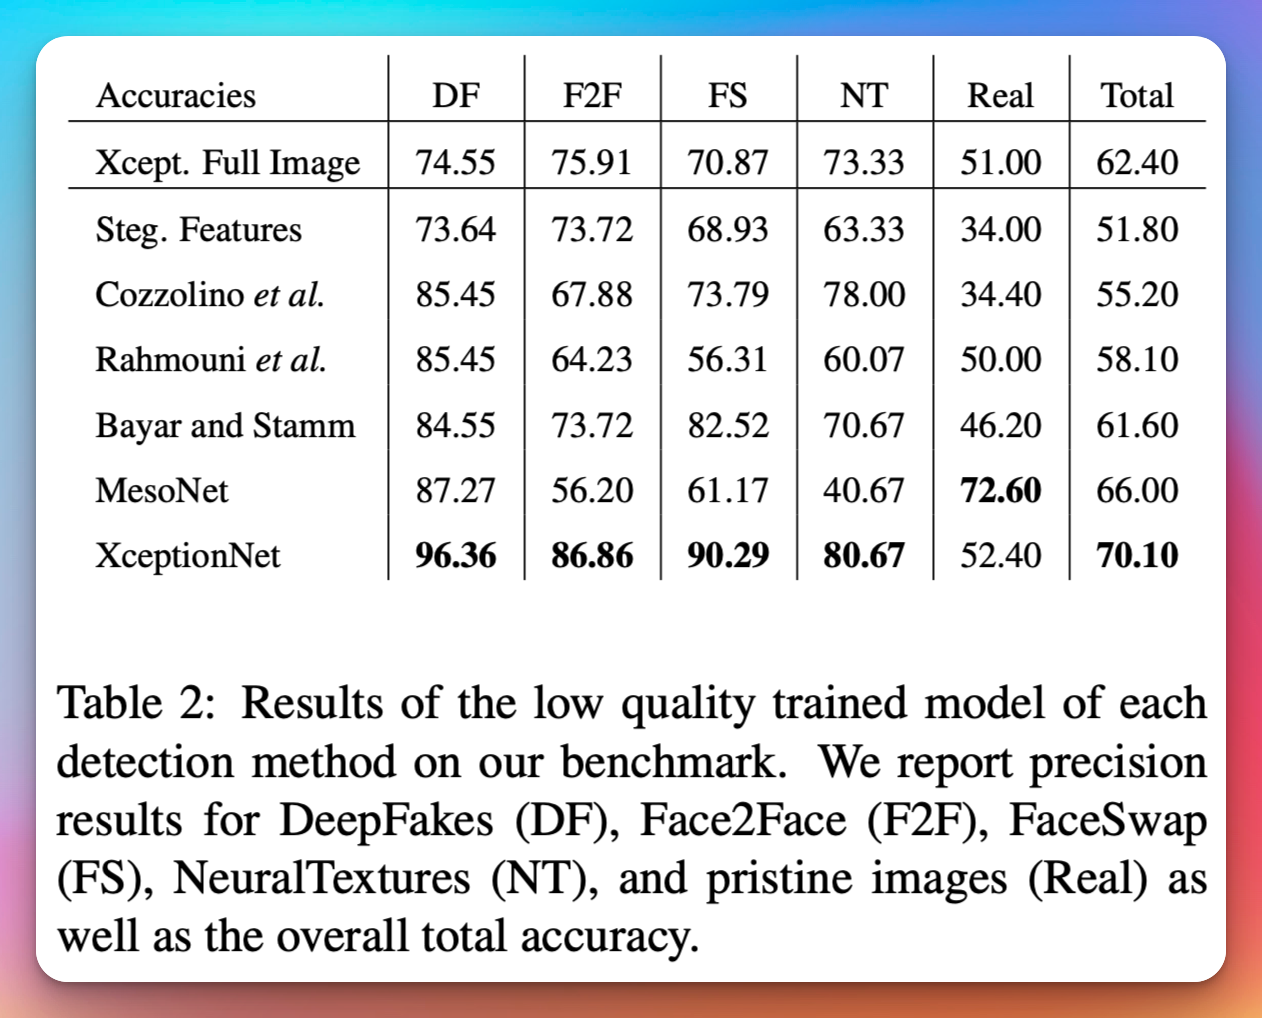 Accuracies DF F2F FS NT Real Total
Xcept. Full Image 74.55 75.91 70.87 73.33 51.00 62.40
Steg. Features 73.64 73.72 68.93 63.33 34.00 51.80
Cozzolino et al. 85.45 67.88 73.79 78.00 34.40 55.20
Rahmouni et al. 85.45 64.23 56.31 60.07 50.00 58.10
Bayar and Stamm 84.55 73.72 82.52 70.67 46.20 61.60
MesoNet 87.27 56.20 61.17 40.67 72.60 66.00
XceptionNet 96.36 86.86 90.29 80.67 52.40 70.10
Table 2: Results of the low quality trained model of each
detection method on our benchmark. We report precision
results for DeepFakes (DF), Face2Face (F2F), FaceSwap
(FS), NeuralTextures (NT), and pristine images (Real) as
well as the overall total accuracy.